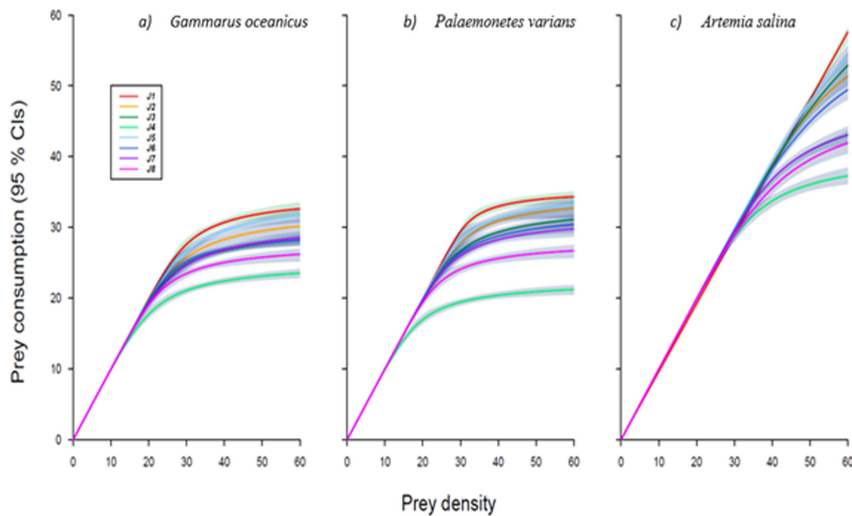 a) Gammarus oceanicus
b) Palaemonetes varians
c) Artemia salina
Prey consumption (95 % CIs)
60
50
40
30
20
10
0
J1
J2
J3
J4
J5
J6
J7
J8
0 10 20 30 40 50 60
0 10 20 30 40 50 60
0 10 20 30 40 50 60
Prey density